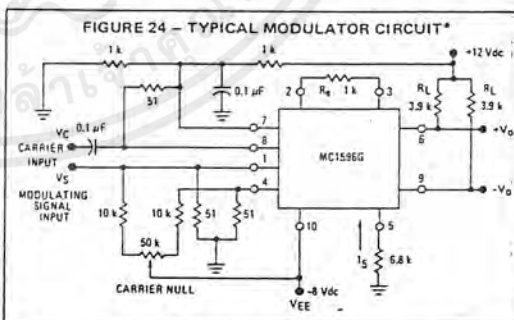 FIGURE 24 – TYPICAL MODULATOR CIRCUIT*
1 k
1 k
+12 Vdc
51
0.1 µF
2
Re
1 k
3
RL
3.9 k
RL
3.9 k
VC
0.1 µF
CARRIER
INPUT
VS
MODULATING
SIGNAL
INPUT
7
8
1
4
MC1596G
6
+Vo
9
-Vo
10 k
10 k
51
51
10
I5
5
6.8 k
50 k
CARRIER NULL
-8 Vdc
VEE